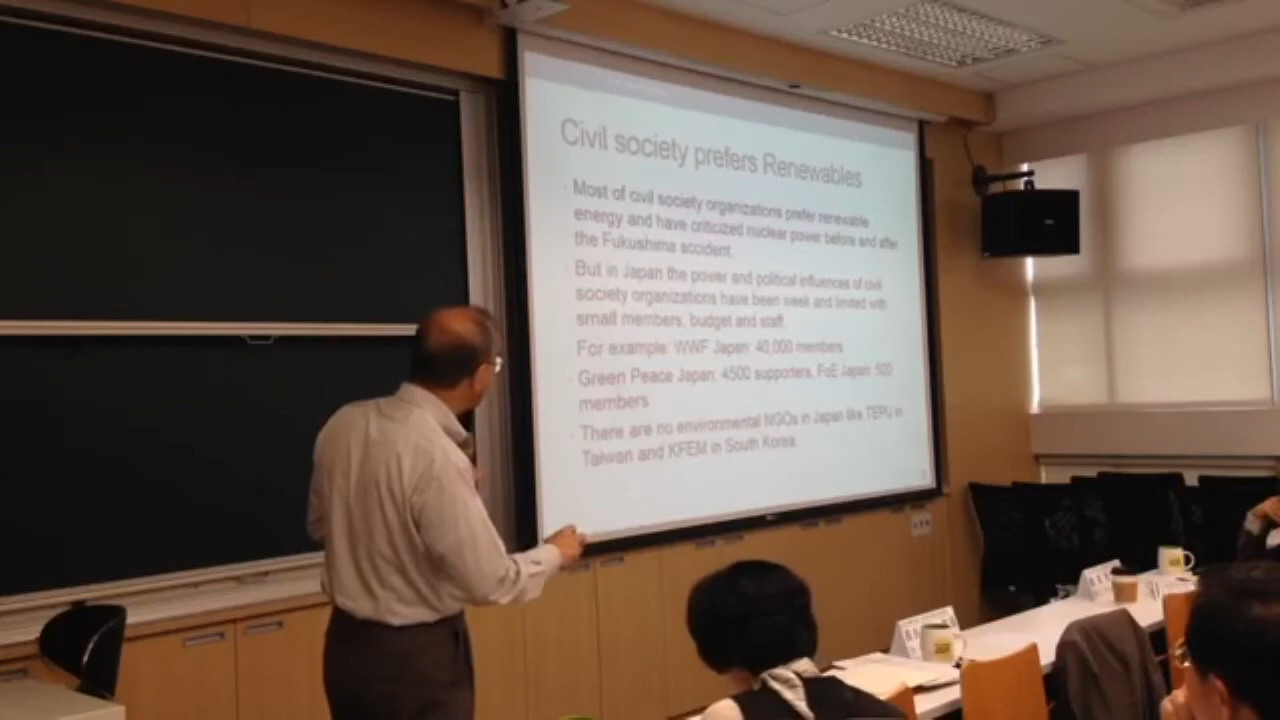 Civil society prefers Renewables
Most of civil society organizations prefer renewable
energy and have criticized nuclear power before and after
the Fukushima accident.
But in Japan the power and political influences of civil
society organizations have been week and limited with
small members, budget and staff.
For example: WWF Japan: 40,000 members
Green Peace Japan: 4500 supporters, FoE Japan: 500
members
There are no environmental NGOs in Japan like TEPU in
Taiwan and KFEM in South Korea.